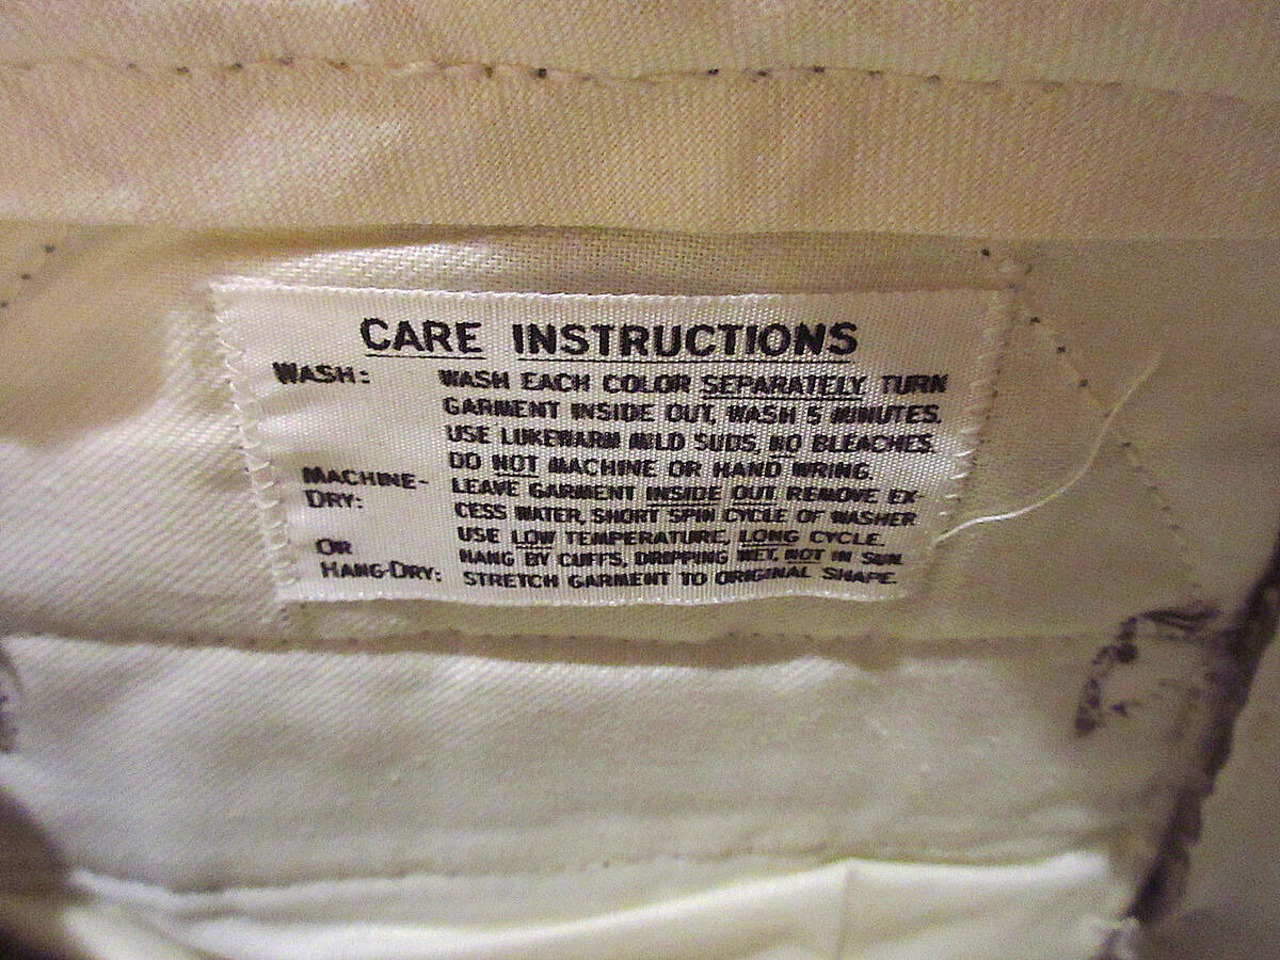 CARE INSTRUCTIONS
WASH: WASH EACH COLOR SEPARATELY TURN
GARMENT INSIDE OUT, WASH 5 MINUTES.
USE LUKEWARM MILD SUDS, NO BLEACHES.
DO NOT MACHINE OR HAND WRING.
MACHINE- LEAVE GARMENT INSIDE OUT REMOVE EX-
DRY: CESS WATER, SHORT SPIN CYCLE OF WASHER
USE LOW TEMPERATURE, LONG CYCLE.
OR HANG BY CUFFS, DRIPPING WET, NOT IN SUN.
HANG-DRY: STRETCH GARMENT TO ORIGINAL SHAPE.